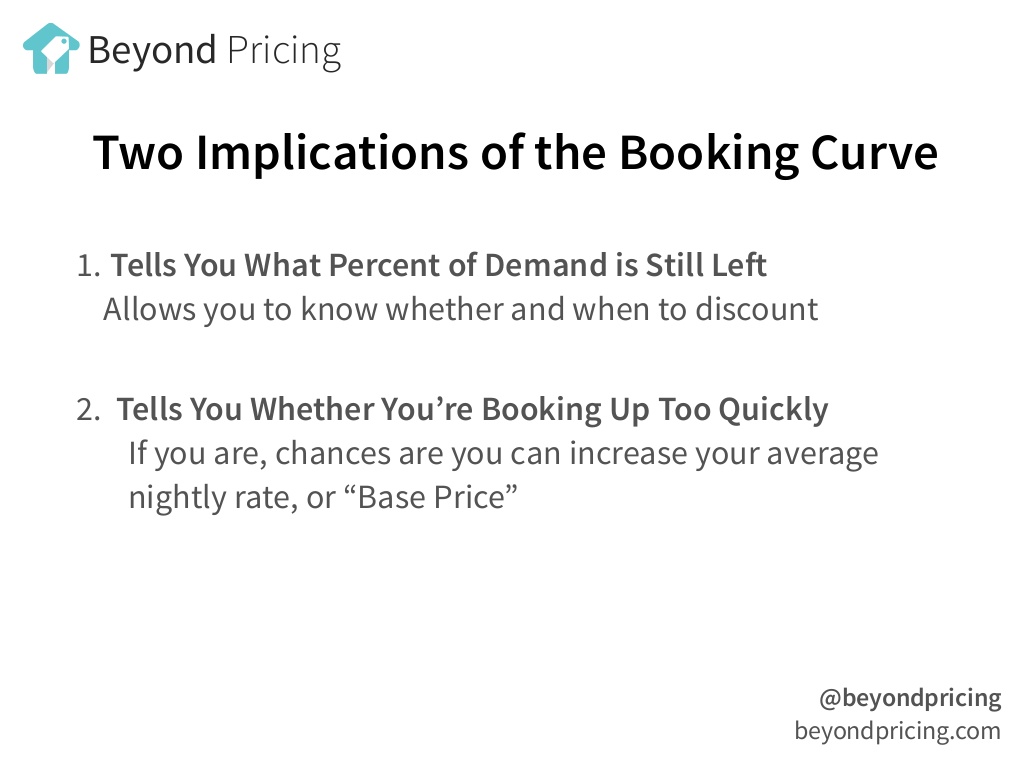 Beyond Pricing
Two Implications of the Booking Curve
1. Tells You What Percent of Demand is Still Left
Allows you to know whether and when to discount
2. Tells You Whether You’re Booking Up Too Quickly
If you are, chances are you can increase your average
nightly rate, or “Base Price”
@beyondpricing
beyondpricing.com